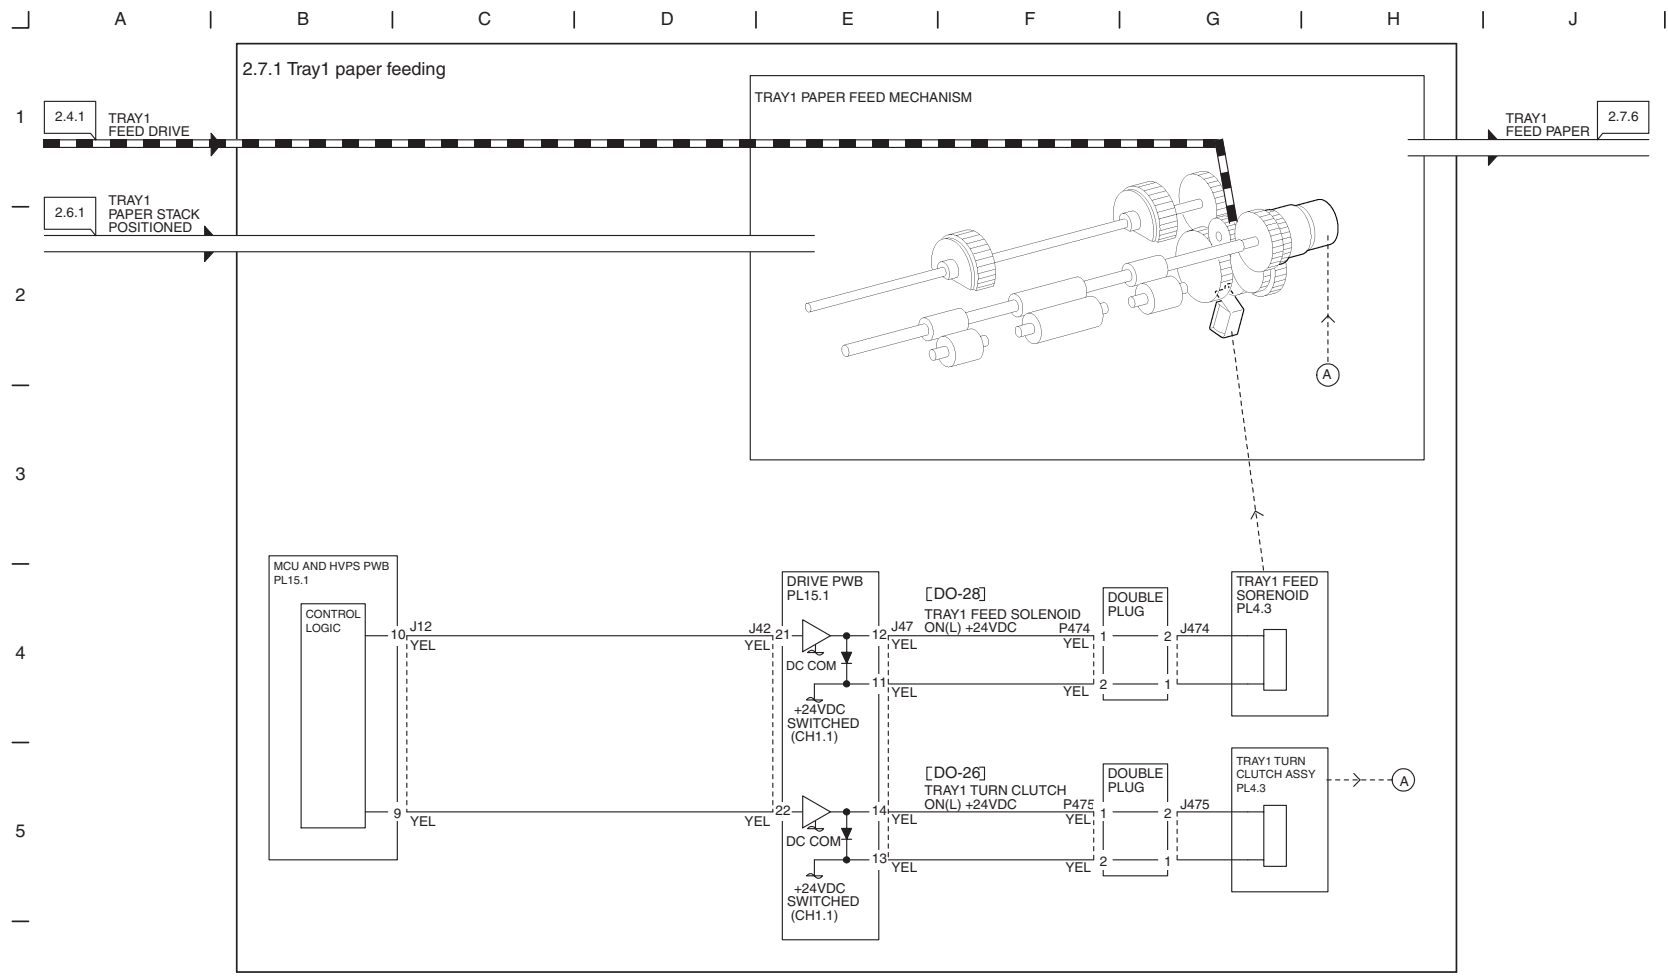 A B C D E F G H J
2.7.1 Tray1 paper feeding
TRAY1 PAPER FEED MECHANISM
1
2.4.1
TRAY1
FEED DRIVE
TRAY1
FEED PAPER
2.7.6
2.6.1
TRAY1
PAPER STACK
POSITIONED
2
A
3
MCU AND HVPS PWB
PL15.1
CONTROL
LOGIC
10
J12
YEL
J42
YEL
21
DRIVE PWB
PL15.1
DC COM
+24VDC
SWITCHED
(CH1.1)
12
J47
YEL
11
YEL
[DO-28]
TRAY1 FEED SOLENOID
ON(L) +24VDC
P474
YEL
YEL
DOUBLE
PLUG
1
2
2
1
J474
TRAY1 FEED
SORENOID
PL4.3
4
9
YEL
YEL
22
DC COM
+24VDC
SWITCHED
(CH1.1)
14
YEL
13
YEL
[DO-26]
TRAY1 TURN CLUTCH
ON(L) +24VDC
P475
YEL
YEL
DOUBLE
PLUG
1
2
2
1
J475
TRAY1 TURN
CLUTCH ASSY
PL4.3
A
5